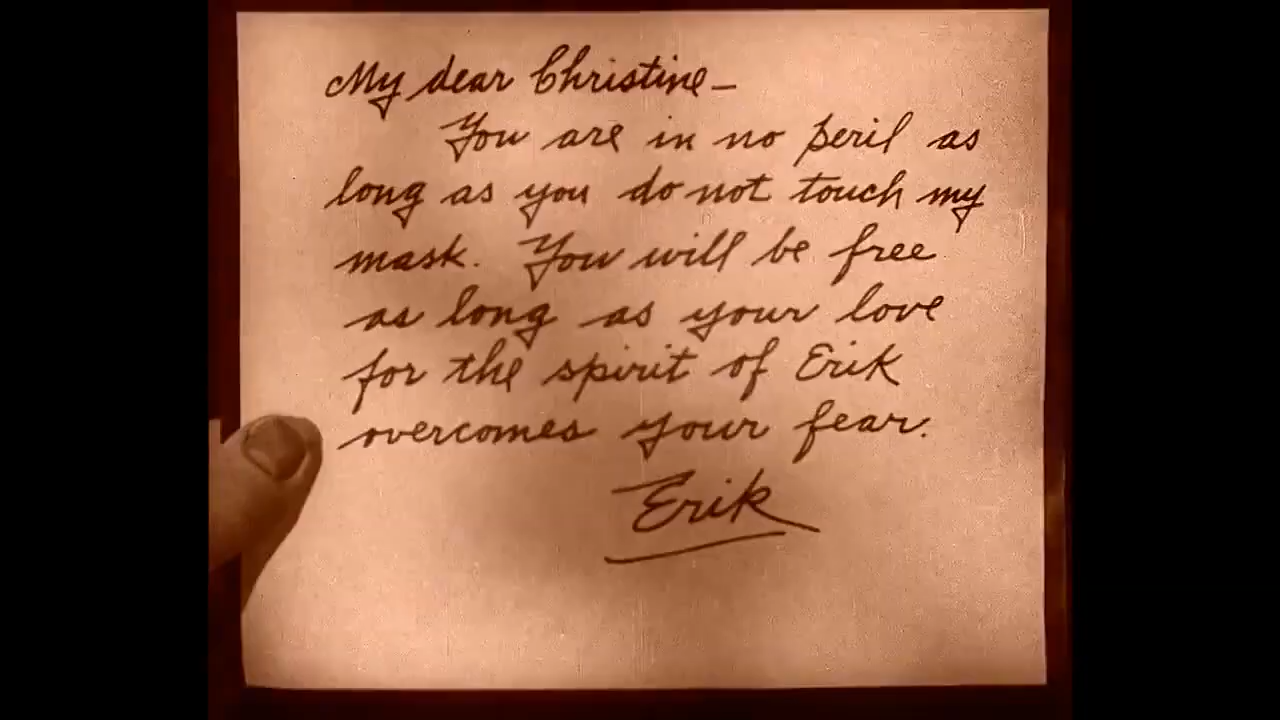 My dear Christine—
You are in no peril as
long as you do not touch my
mask. You will be free
as long as your love
for the spirit of Erik
overcomes your fear.
Erik